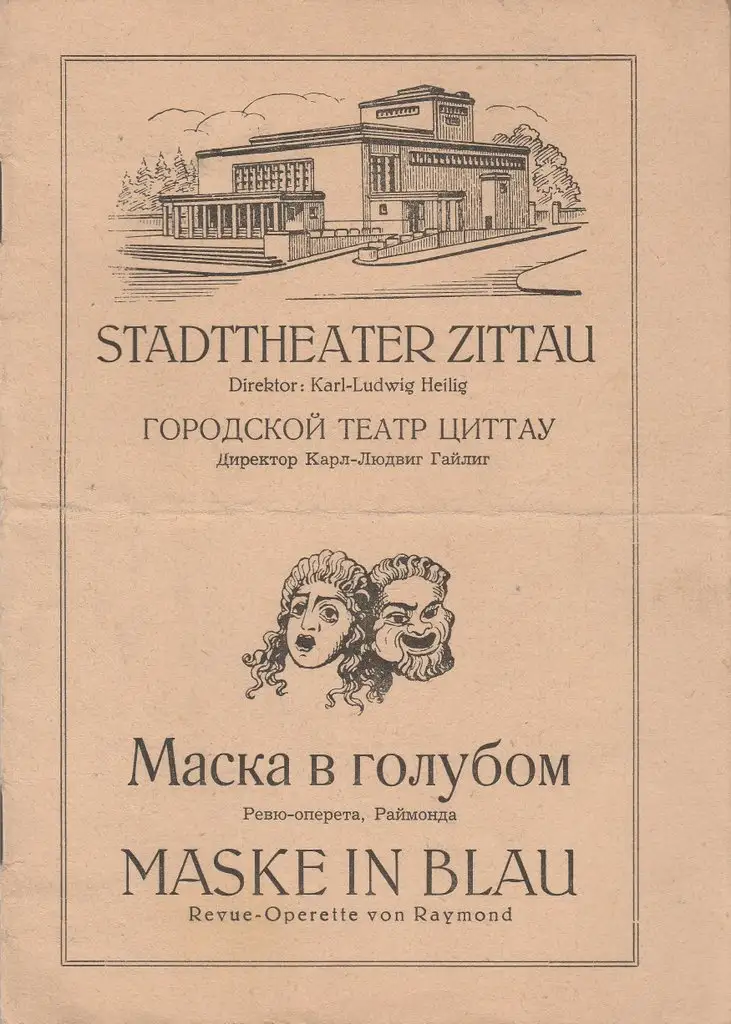 STADTTHEATER ZITTAU
Direktor: Karl-Ludwig Heilig
ГОРОДСКОЙ ТЕАТР ЦИТТАУ
Директор Карл-Людвиг Гайлиг
Маска в голубом
Ревю-оперета, Раймонда
MASKE IN BLAU
Revue-Operette von Raymond